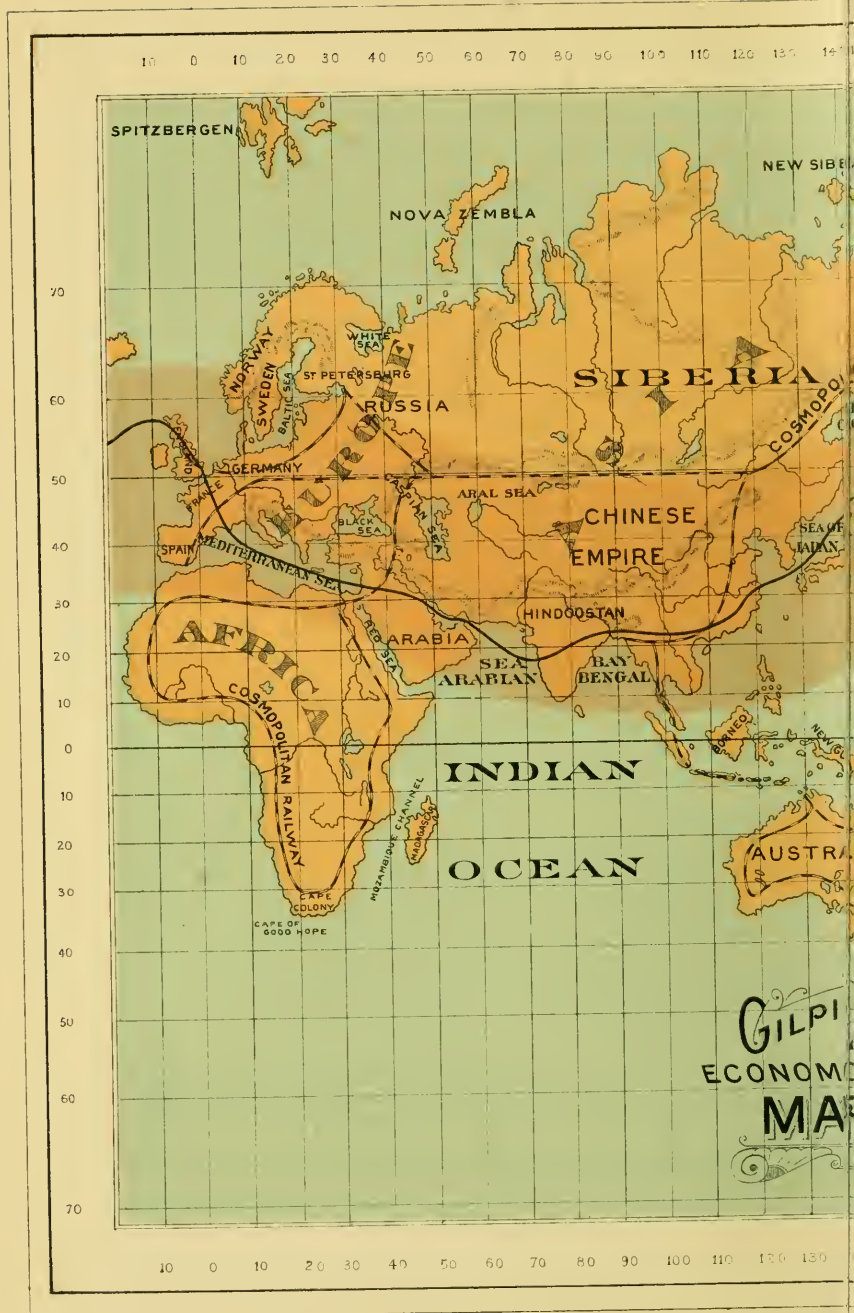 10 0 10 20 30 40 50 60 70 80 90 100 110 120 130
SPITZBERGEN
NEW SIBE
NOVA ZEMBLA
70
WHITE
SEA
NORWAY
SWEDEN
BALTIC SEA
ST PETERSBURG
RUSSIA
EUROPE
SIBERIA
ASIA
60
COSMOPO
50
GERMANY
FRANCE
CASPIAN SEA
ARAL SEA
BLACK
SEA
CHINESE
EMPIRE
SEA OF
JAPAN
40
SPAIN
MEDITERRANEAN SEA
30
HINDOOSTAN
AFRICA
RED SEA
ARABIA
20
SEA
ARABIAN
BAY
BENGAL
10
COSMOPOLITAN RAILWAY
BORNEO
NEW GU
0
INDIAN
OCEAN
10
MOZAMBIQUE CHANNEL
MADAGASCAR
20
AUSTRA
30
CAPE
COLONY
CAPE OF
GOOD HOPE
40
50
GILPI
ECONOM
MA
60
70
10 0 10 20 30 40 50 60 70 80 90 100 110 120 130